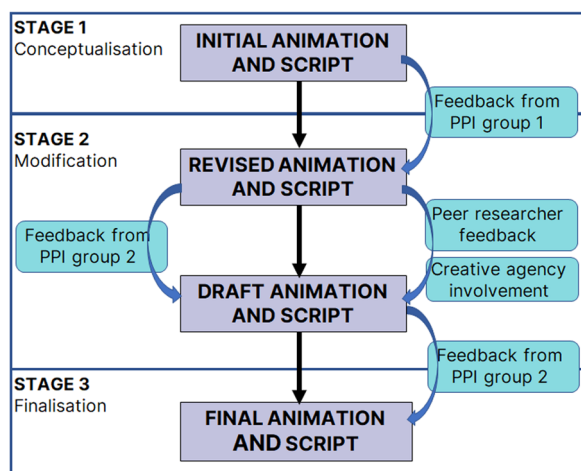 STAGE 1
Conceptualisation
INITIAL ANIMATION
AND SCRIPT
Feedback from
PPI group 1
STAGE 2
Modification
REVISED ANIMATION
AND SCRIPT
Feedback from
PPI group 2
Peer researcher
feedback
Creative agency
involvement
DRAFT ANIMATION
AND SCRIPT
Feedback from
PPI group 2
STAGE 3
Finalisation
FINAL ANIMATION
AND SCRIPT